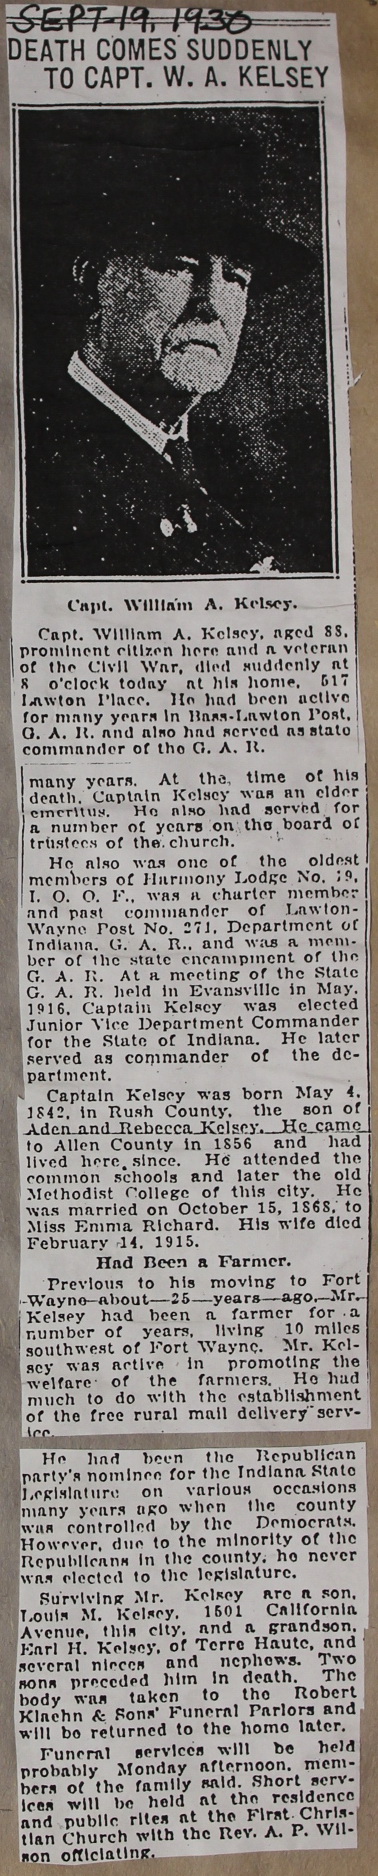 SEPT-19, 1930
DEATH COMES SUDDENLY
TO CAPT. W. A. KELSEY
Capt. William A. Kelsey.
Capt. William A. Kelsey, aged 88,
prominent citizen here and a veteran
of the Civil War, died suddenly at
8 o'clock today at his home, 517
Lawton Place. He had been active
for many years in Bass-Lawton Post,
G. A. R. and also had served as state
commander of the G. A. R.
many years. At the time of his
death, Captain Kelsey was an elder
emeritus. He also had served for
a number of years on the board of
trustees of the church.
He also was one of the oldest
members of Harmony Lodge No. 19,
I. O. O. F., was a charter member
and past commander of Lawton-
Wayne Post No. 271, Department of
Indiana, G. A. R., and was a mem-
ber of the state encampment of the
G. A. R. At a meeting of the State
G. A. R. held in Evansville in May,
1916, Captain Kelsey was elected
Junior Vice Department Commander
for the State of Indiana. He later
served as commander of the de-
partment.
Captain Kelsey was born May 4,
1842, in Rush County, the son of
Aden and Rebecca Kelsey. He came
to Allen County in 1856 and had
lived here since. He attended the
common schools and later the old
Methodist College of this city. He
was married on October 15, 1868, to
Miss Emma Richard. His wife died
February 14, 1915.
Had Been a Farmer.
Previous to his moving to Fort
Wayne about 25 years ago, Mr.
Kelsey had been a farmer for a
number of years, living 10 miles
southwest of Fort Wayne. Mr. Kel-
sey was active in promoting the
welfare of the farmers. He had
much to do with the establishment
of the free rural mail delivery serv-
ice.
He had been the Republican
party's nominee for the Indiana State
Legislature on various occasions
many years ago when the county
was controlled by the Democrats.
However, due to the minority of the
Republicans in the county, he never
was elected to the legislature.
Surviving Mr. Kelsey are a son,
Louis M. Kelsey, 1501 California
Avenue, this city, and a grandson,
Earl H. Kelsey, of Terre Haute, and
several nieces and nephews. Two
sons preceded him in death. The
body was taken to the Robert
Klaehn & Sons' Funeral Parlors and
will be returned to the home later.
Funeral services will be held
probably Monday afternoon, mem-
bers of the family said. Short serv-
ices will be held at the residence
and public rites at the First Chris-
tian Church with the Rev. A. P. Wil-
son officiating.